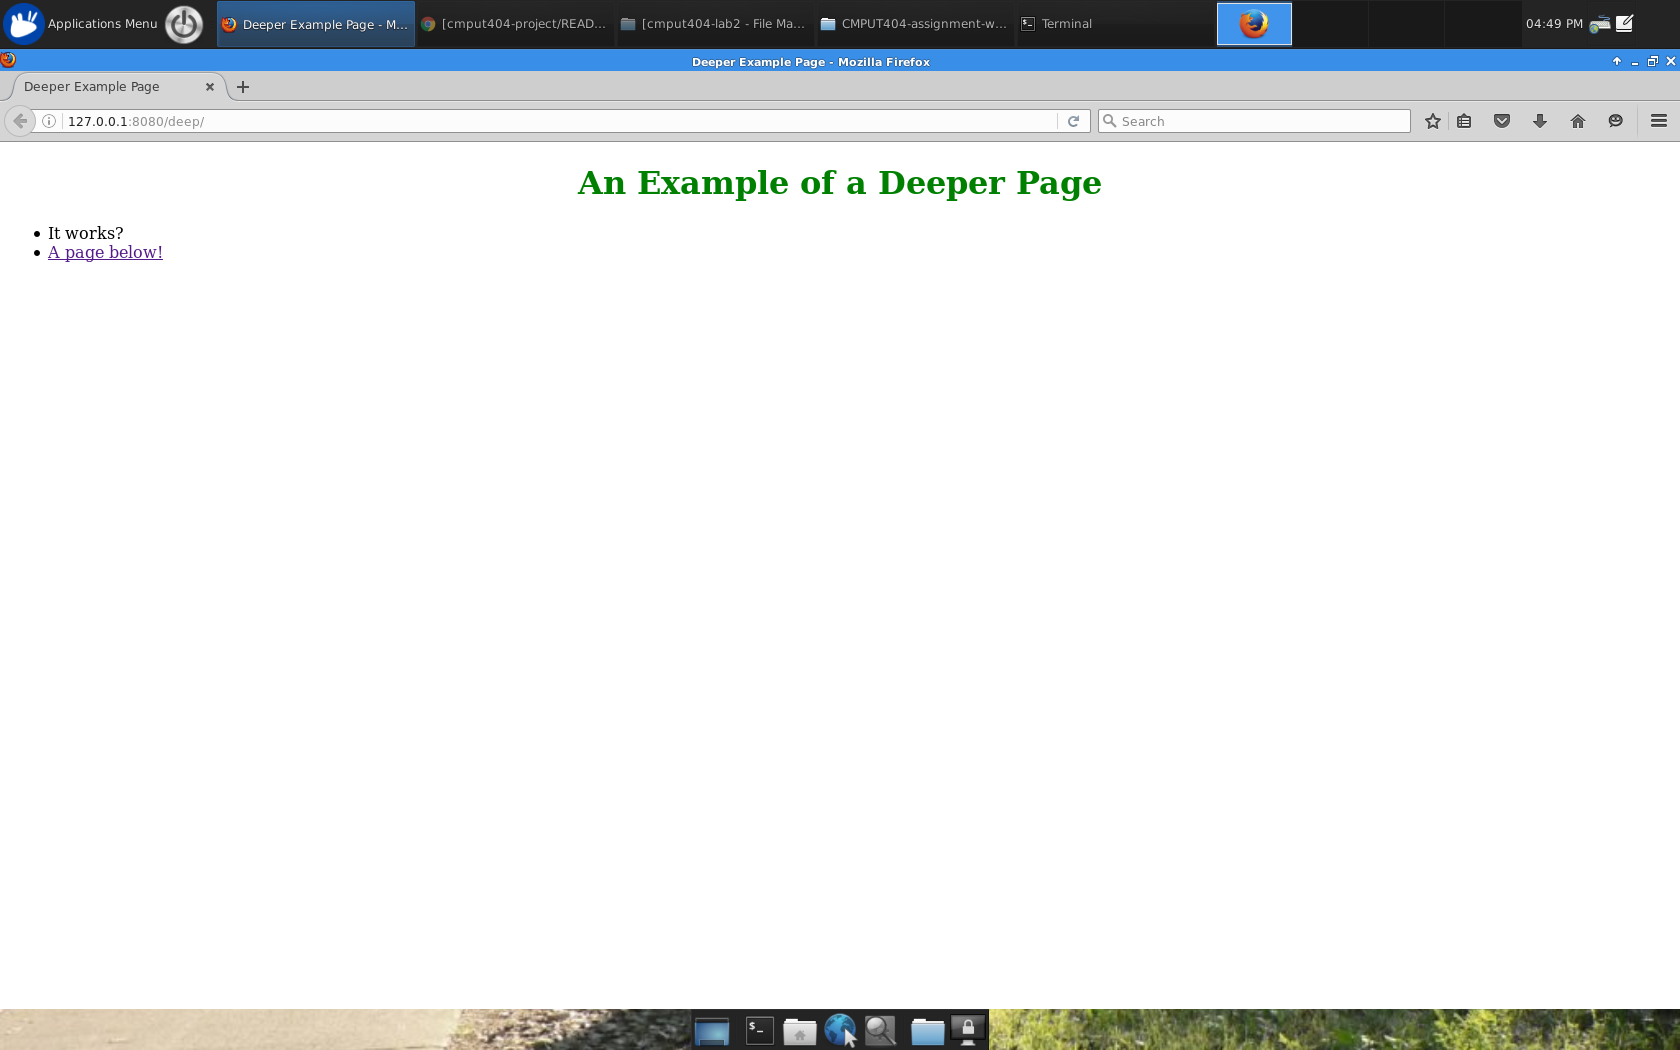 Applications Menu
Deeper Example Page - M...
[cmput404-project/READ...
[cmput404-lab2 - File Ma...
CMPUT404-assignment-w...
Terminal
04:49 PM
Deeper Example Page - Mozilla Firefox
Deeper Example Page
127.0.0.1:8080/deep/
Search
An Example of a Deeper Page
It works?
A page below!
$_